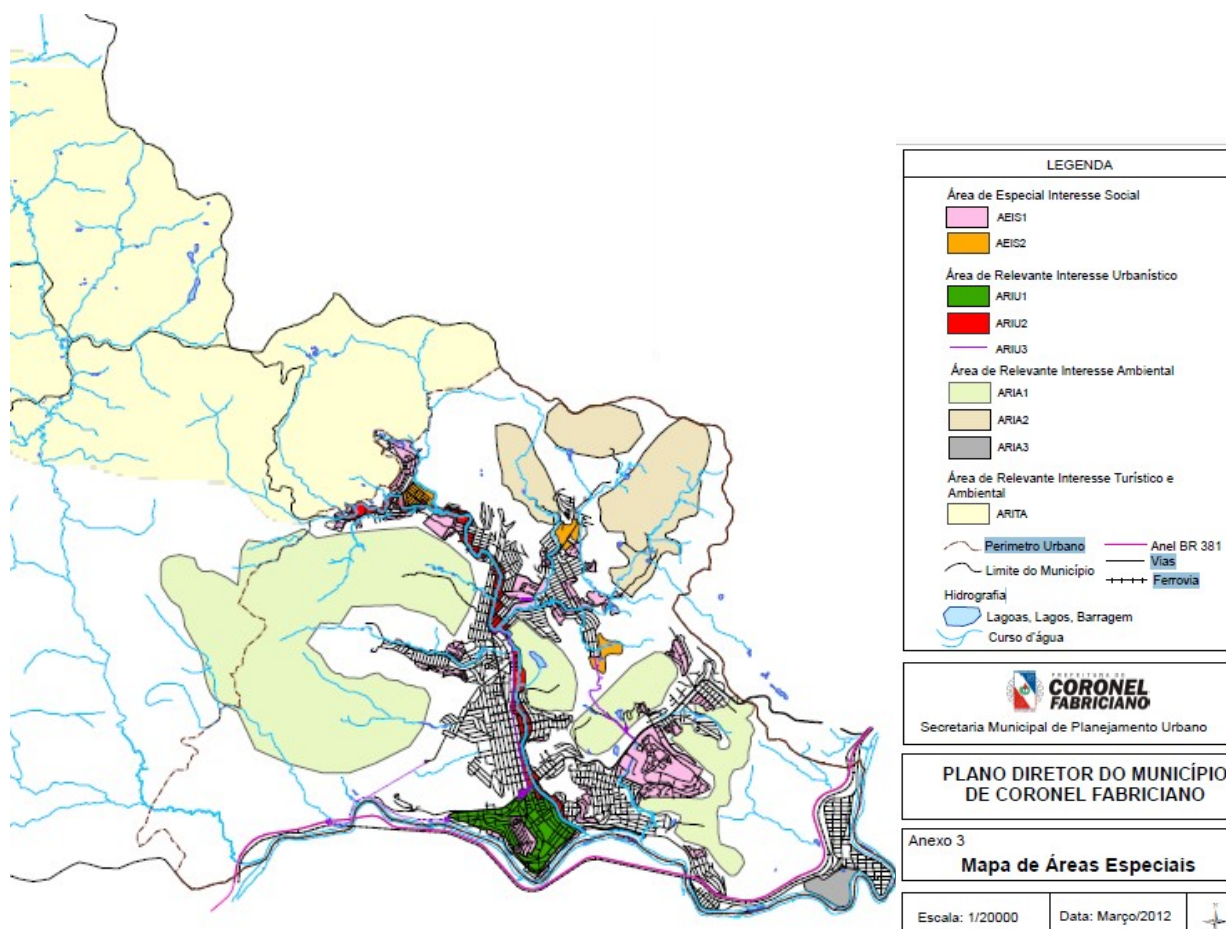 LEGENDA
Área de Especial Interesse Social
AEIS1
AEIS2
Área de Relevante Interesse Urbanístico
ARIU1
ARIU2
ARIU3
Área de Relevante Interesse Ambiental
ARIA1
ARIA2
ARIA3
Área de Relevante Interesse Turístico e
Ambiental
ARITA
Perimetro Urbano
Anel BR 381
Limite do Município
Vias
Ferrovia
Hidrografia
Lagoas, Lagos, Barragem
Curso d'água
PREFEITURA DE
CORONEL
FABRICIANO
Secretaria Municipal de Planejamento Urbano
PLANO DIRETOR DO MUNICÍPIO
DE CORONEL FABRICIANO
Anexo 3
Mapa de Áreas Especiais
Escala: 1/20000
Data: Março/2012
N